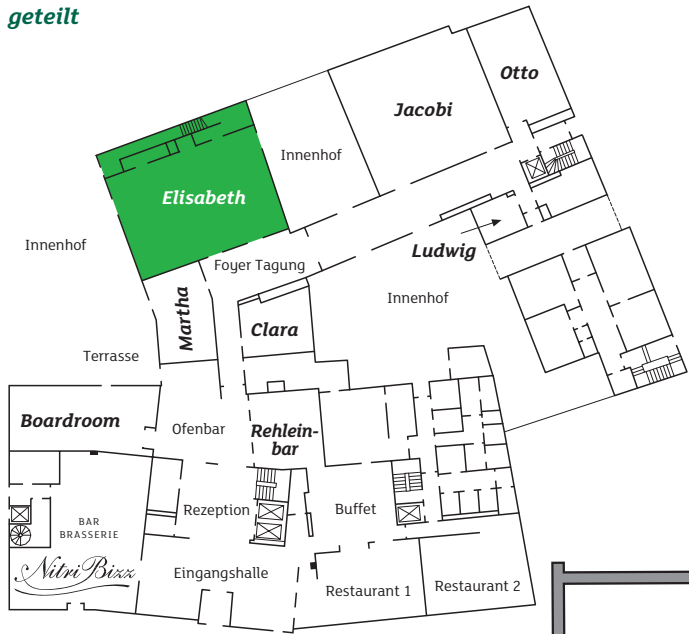 geteilt
Otto
Jacobi
Innenhof
Elisabeth
Innenhof
Ludwig
Foyer Tagung
Innenhof
Martha
Clara
Terrasse
Boardroom
Ofenbar
Rehlein-
bar
Rezeption
Buffet
BAR
BRASSERIE
NitriBizz
Eingangshalle
Restaurant 1
Restaurant 2